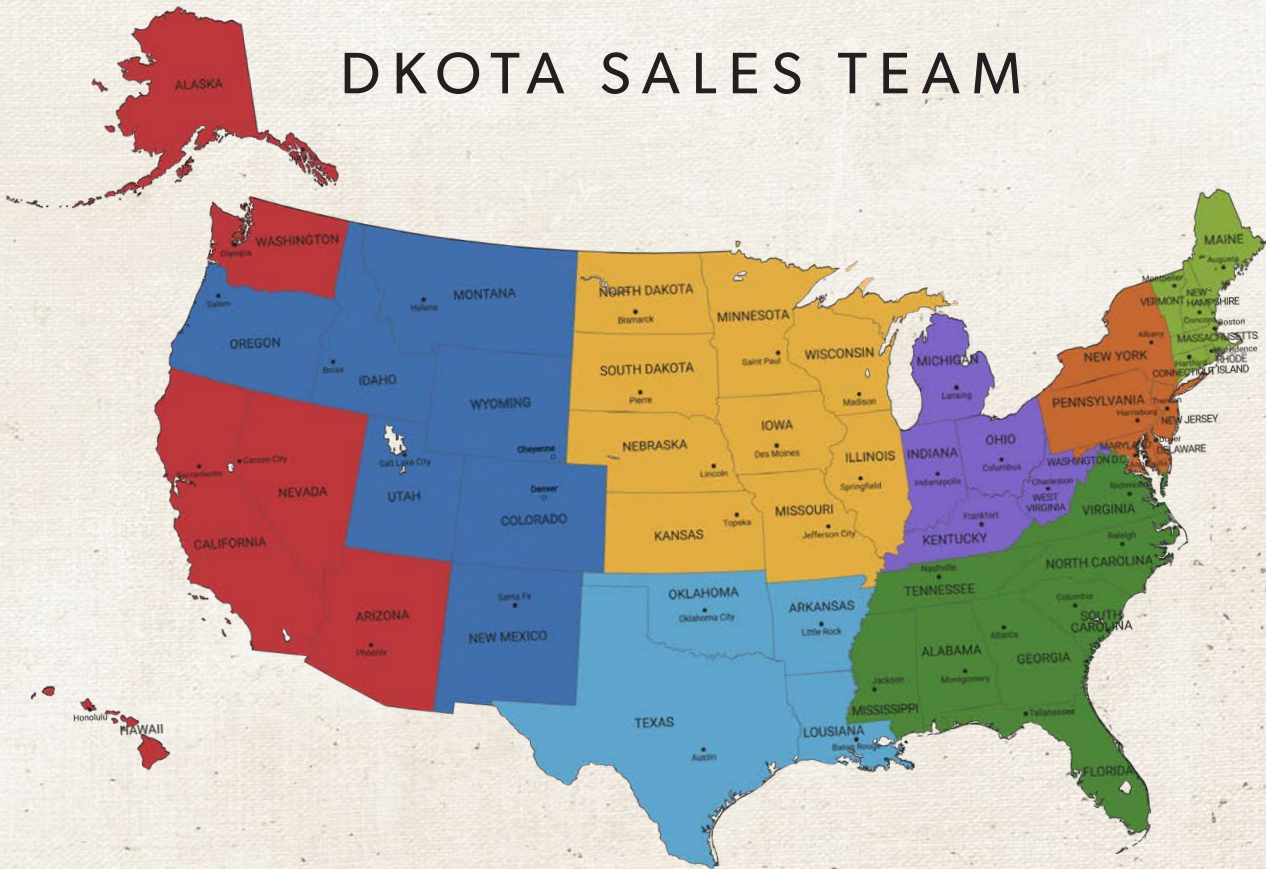 DKOTA SALES TEAM
ALASKA
WASHINGTON
Olympia
OREGON
Salem
MONTANA
Helena
IDAHO
Boise
WYOMING
Cheyenne
NORTH DAKOTA
Bismarck
MINNESOTA
Saint Paul
SOUTH DAKOTA
Pierre
WISCONSIN
Madison
MICHIGAN
Lansing
MAINE
Augusta
Montpelier
VERMONT
NEW
HAMPSHIRE
Concord
Boston
MASSACHUSETTS
Hartford
RHODE
ISLAND
CONNECTICUT
Albany
NEW YORK
PENNSYLVANIA
Harrisburg
Trenton
NEW JERSEY
DELAWARE
WASHINGTON D.C.
NEBRASKA
Lincoln
IOWA
Des Moines
ILLINOIS
Springfield
INDIANA
Indianapolis
OHIO
Columbus
Charleston
WEST
VIRGINIA
Richmond
VIRGINIA
Sacramento
Carson City
NEVADA
CALIFORNIA
Salt Lake City
UTAH
Denver
COLORADO
KANSAS
Topeka
MISSOURI
Jefferson City
Frankfort
KENTUCKY
Raleigh
NORTH CAROLINA
Nashville
TENNESSEE
ARIZONA
Phoenix
Santa Fe
NEW MEXICO
OKLAHOMA
Oklahoma City
ARKANSAS
Little Rock
Columbia
SOUTH
CAROLINA
Atlanta
GEORGIA
ALABAMA
Montgomery
Jackson
MISSISSIPPI
TEXAS
Austin
LOUSIANA
Baton Rouge
Tallahassee
FLORIDA
Honolulu
HAWAII